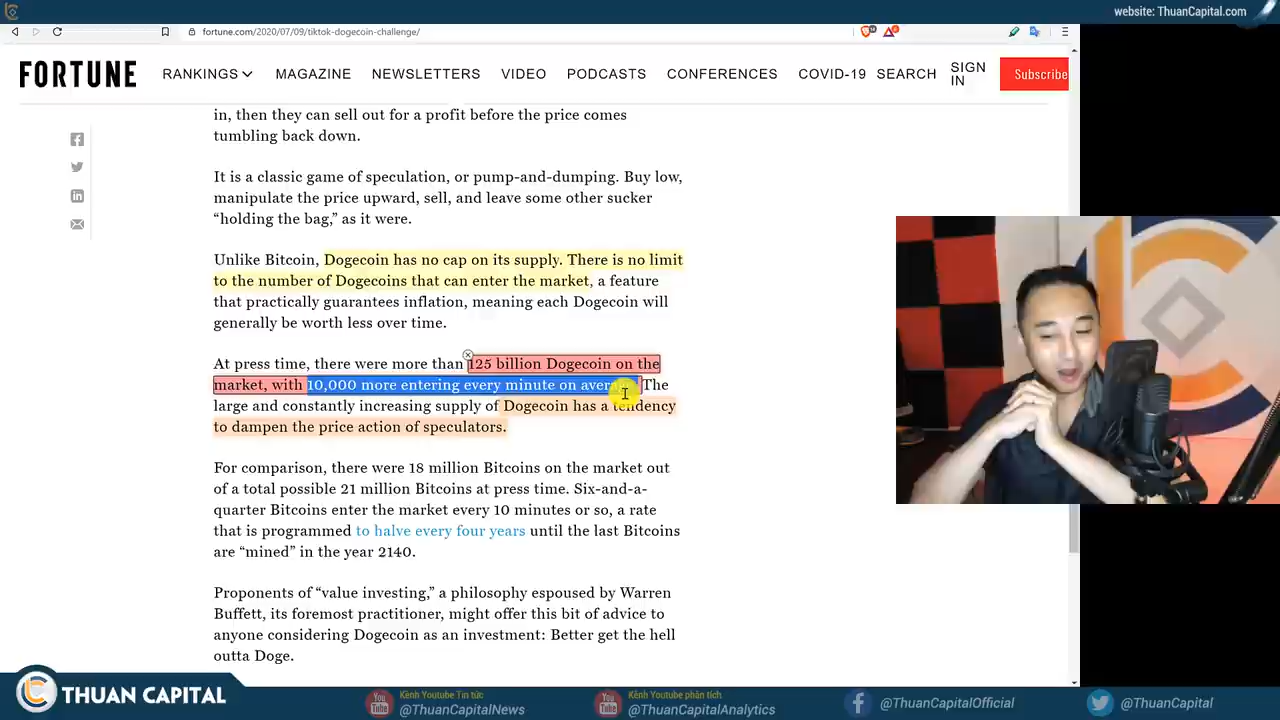 website: ThuanCapital.com
fortune.com/2020/07/09/tiktok-dogecoin-challenge/
FORTUNE
RANKINGS
MAGAZINE
NEWSLETTERS
VIDEO
PODCASTS
CONFERENCES
COVID-19
SEARCH
SIGN
IN
Subscribe
in, then they can sell out for a profit before the price comes
tumbling back down.
It is a classic game of speculation, or pump-and-dumping. Buy low,
manipulate the price upward, sell, and leave some other sucker
“holding the bag,” as it were.
Unlike Bitcoin, Dogecoin has no cap on its supply. There is no limit
to the number of Dogecoins that can enter the market, a feature
that practically guarantees inflation, meaning each Dogecoin will
generally be worth less over time.
At press time, there were more than 125 billion Dogecoin on the
market, with 10,000 more entering every minute on The
large and constantly increasing supply of Dogecoin has a tendency
to dampen the price action of speculators.
For comparison, there were 18 million Bitcoins on the market out
of a total possible 21 million Bitcoins at press time. Six-and-a-
quarter Bitcoins enter the market every 10 minutes or so, a rate
that is programmed to halve every four years until the last Bitcoins
are “mined” in the year 2140.
Proponents of “value investing,” a philosophy espoused by Warren
Buffett, its foremost practitioner, might offer this bit of advice to
anyone considering Dogecoin as an investment: Better get the hell
outta Doge.
THUAN CAPITAL
You Tube
Kênh Youtube Tin tức:
@ThuanCapitalNews
You Tube
Kênh Youtube phân tích
@ThuanCapitalAnalytics
@ThuanCapitalOfficial
@ThuanCapital